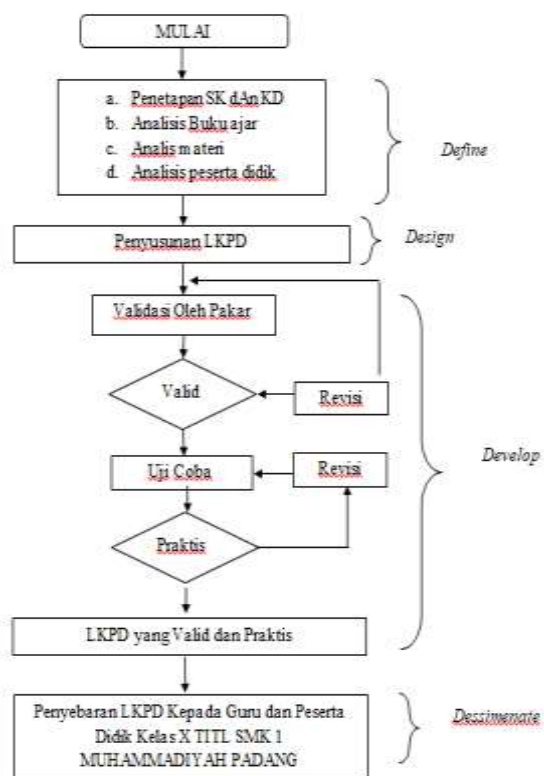 MULAI
a. Penetapan SK dAn KD
b. Analisis Buku ajar
c. Analis materi
d. Analisis peserta didik
Define
Penyusunan LKPD
Design
Validasi Oleh Pakar
Valid
Revisi
Develop
Uji Coba
Revisi
Praktis
LKPD yang Valid dan Praktis
Penyebaran LKPD Kepada Guru dan Peserta
Didik Kelas X TITL SMK 1
MUHAMMADIYAH PADANG
Dessimenate